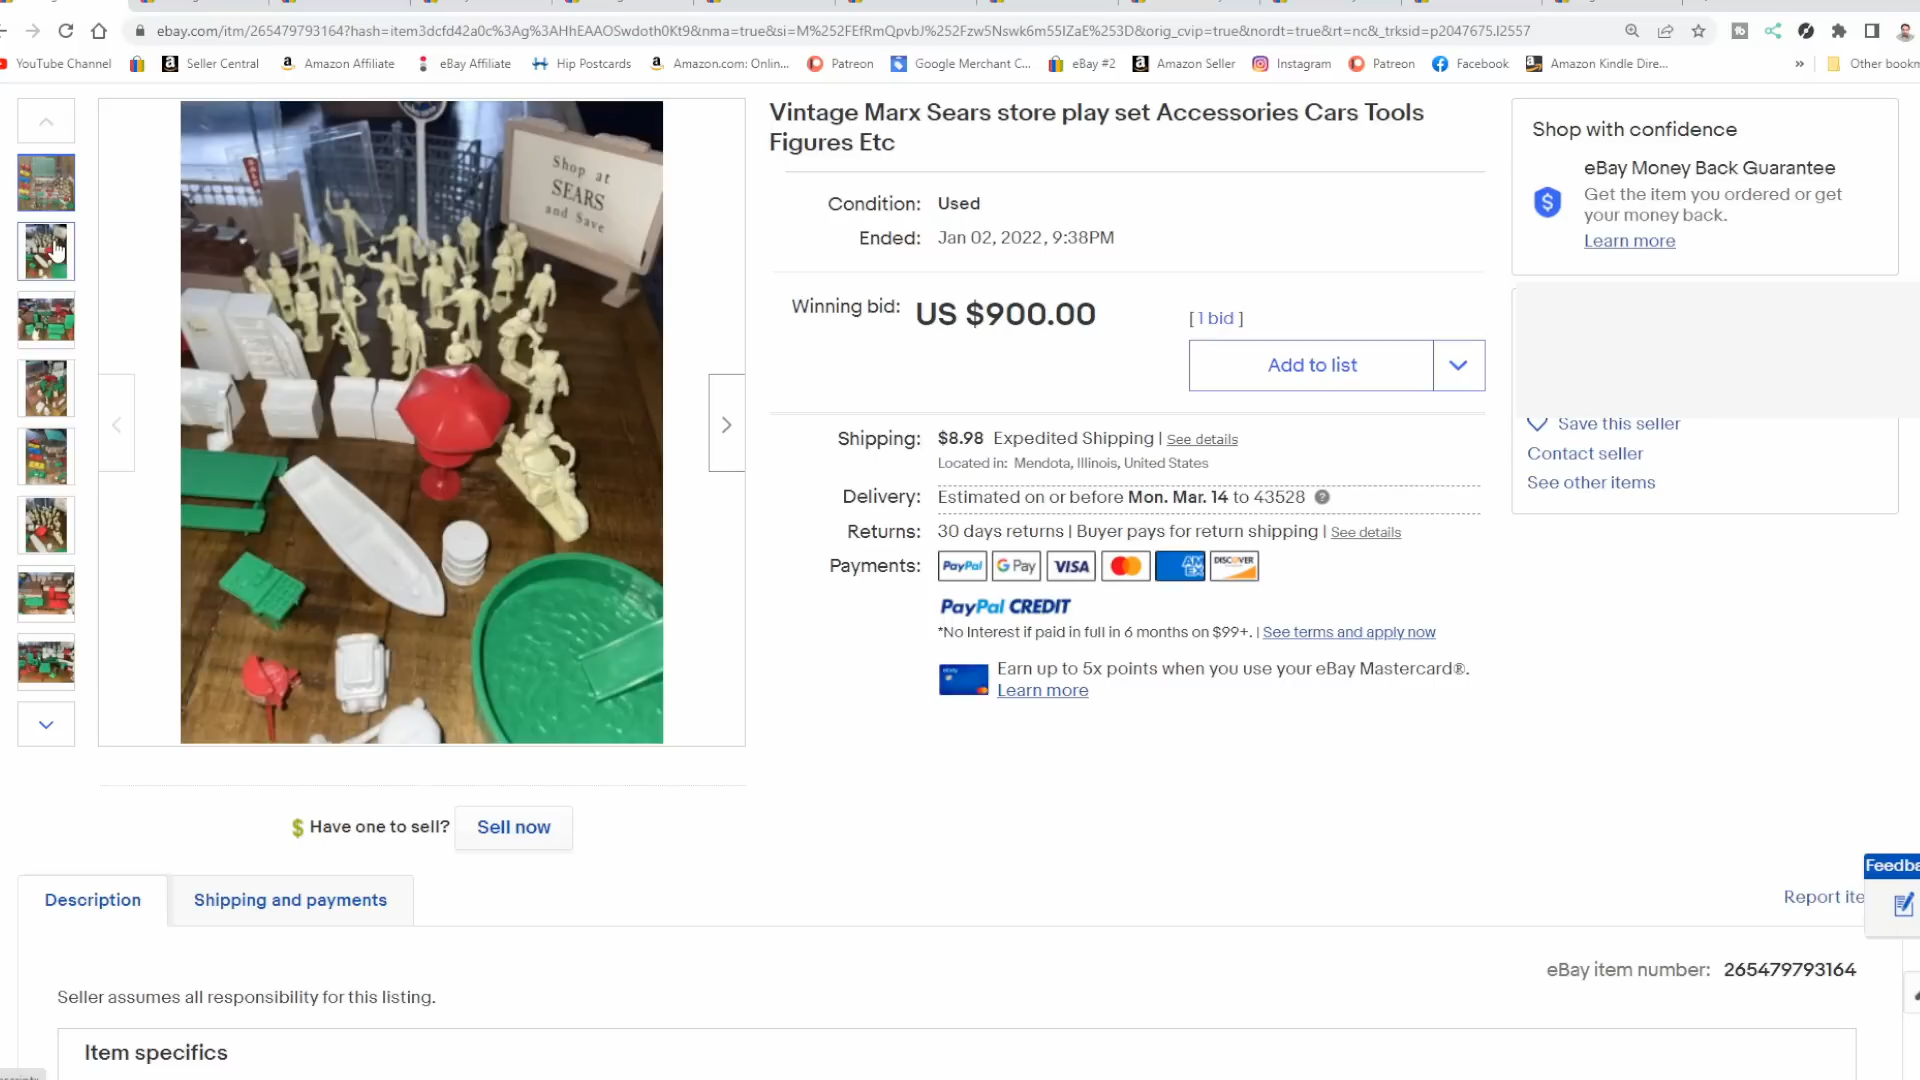 ebay.com/itm/265479793164?hash=item3dcfd42a0c%3Ag%3AHhEAAOSwdoth0Kt9&nma=true&si=M%252FEfRmQpvbJ%252Fzw5Nswk6m55IZaE%253D&orig_cvip=true&nordt=true&rt=nc&_trksid=p2047675.l2557
YouTube Channel
Seller Central
Amazon Affiliate
eBay Affiliate
Hip Postcards
Amazon.com: Onlin...
Patreon
Google Merchant C...
eBay #2
Amazon Seller
Instagram
Patreon
Facebook
Amazon Kindle Dire...
»
Other bookm
SALE
Shop at
SEARS
and Save
Vintage Marx Sears store play set Accessories Cars Tools
Figures Etc
Condition: Used
Ended: Jan 02, 2022, 9:38PM
Winning bid: US $900.00
[ 1 bid ]
Add to list
Shipping: $8.98 Expedited Shipping | See details
Located in: Mendota, Illinois, United States
Delivery: Estimated on or before Mon. Mar. 14 to 43528
Returns: 30 days returns | Buyer pays for return shipping | See details
Payments: PayPal G Pay VISA AM EX DISCOVER
PayPal CREDIT
*No Interest if paid in full in 6 months on $99+. | See terms and apply now
Earn up to 5x points when you use your eBay Mastercard®.
Learn more
Shop with confidence
eBay Money Back Guarantee
Get the item you ordered or get
your money back.
Learn more
Save this seller
Contact seller
See other items
Have one to sell? Sell now
Description
Shipping and payments
Report ite
Feedba
eBay item number: 265479793164
Seller assumes all responsibility for this listing.
Item specifics